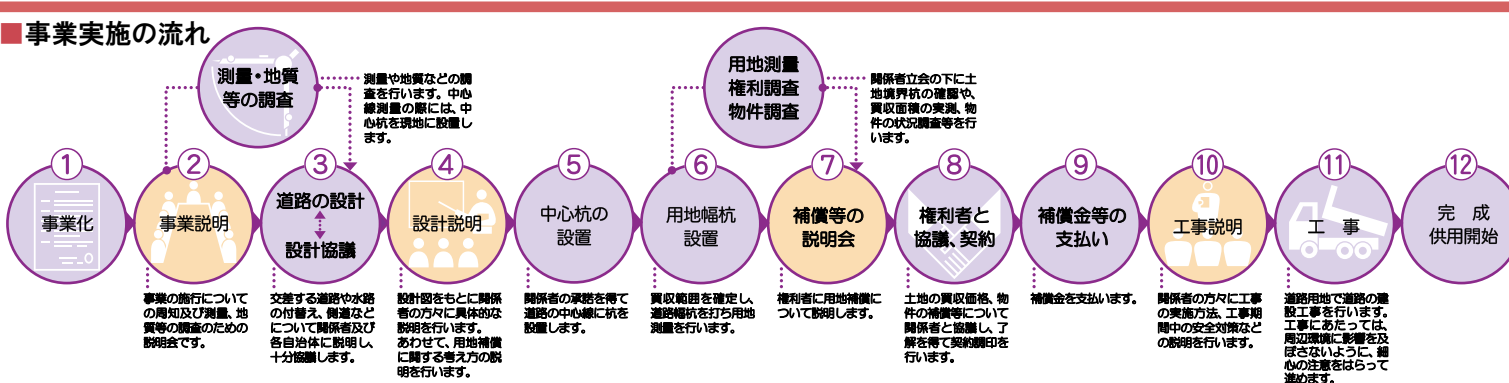 ■事業実施の流れ
測量・地質
等の調査
測量や地質などの調
査を行います。中心
線測量の際には、中
心杭を現地に設置し
ます。
用地測量
権利調査
物件調査
関係者立会の下に土
地境界杭の確認や、
買収面積の実測、物
件の状況調査等を行
います。
①
事業化
②
事業説明
事業の施行について
の周知及び測量、地
質等の調査のための
説明会です。
③
道路の設計
設計協議
交差する道路や水路
の付替え、側道など
について関係者及び
各自治体に説明し、
十分協議します。
④
設計説明
設計図をもとに関係
者の方々に具体的な
説明を行います。
あわせて、用地補償
に関する考え方の説
明を行います。
⑤
中心杭の
設置
関係者の承諾を得て
道路の中心線に杭を
設置します。
⑥
用地幅杭
設置
買収範囲を確定し、
道路幅杭を打ち用地
測量を行います。
⑦
補償等の
説明会
権利者に用地補償に
ついて説明します。
⑧
権利者と
協議、契約
土地の買収価格、物
件の補償等について
関係者と協議し、了
解を得て契約調印を
行います。
⑨
補償金等の
支払い
補償金を支払います。
⑩
工事説明
関係者の方々に工事
の実施方法、工事期
間中の安全対策など
の説明を行います。
⑪
工 事
道路用地で道路の建
設工事を行います。
工事にあたっては、
周辺環境に影響を及
ぼさないように、細
心の注意をはらって
進めます。
⑫
完 成
供用開始